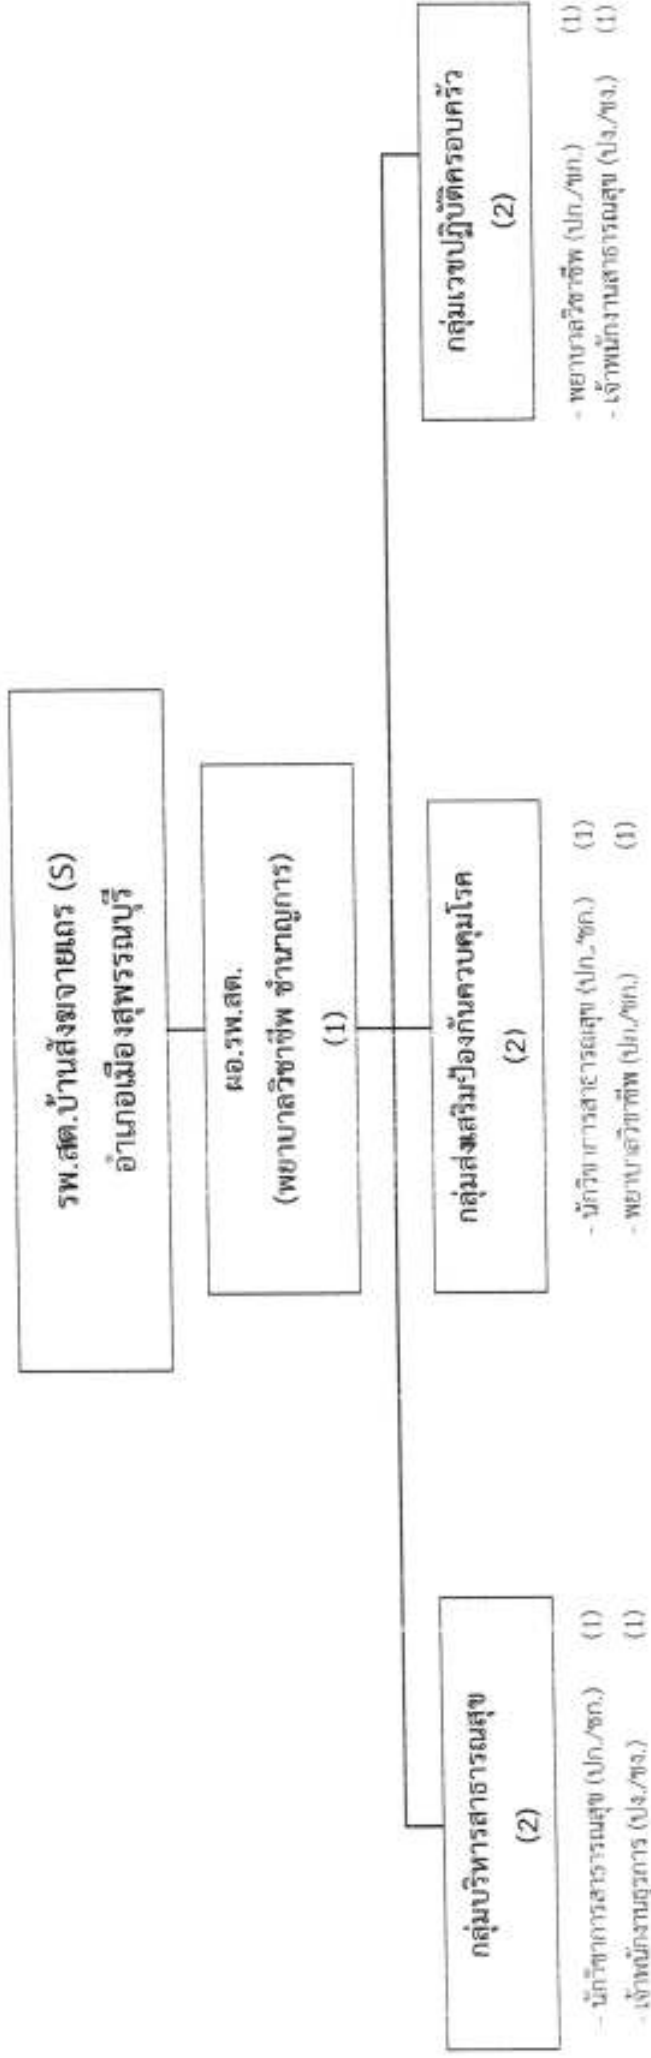 รพ.สต.บ้านสังฆจายเถร (S)
อำเภอเมืองสุพรรณบุรี
ผอ.รพ.สต.
(พยาบาลวิชาชีพ ชำนาญการ)
(1)
กลุ่มบริหารสาธารณสุข
(2)
- นักวิชาการสาธารณสุข (ปก./ชก.) (1)
- เจ้าพนักงานธุรการ (ปง./ชง.) (1)
กลุ่มส่งเสริมป้องกันควบคุมโรค
(2)
- นักวิชาการสาธารณสุข (ปก./ชก.) (1)
- พยาบาลวิชาชีพ (ปก./ชก.) (1)
กลุ่มเวชปฏิบัติครอบครัว
(2)
- พยาบาลวิชาชีพ (ปก./ชก.) (1)
- เจ้าพนักงานสาธารณสุข (ปง./ชง.) (1)